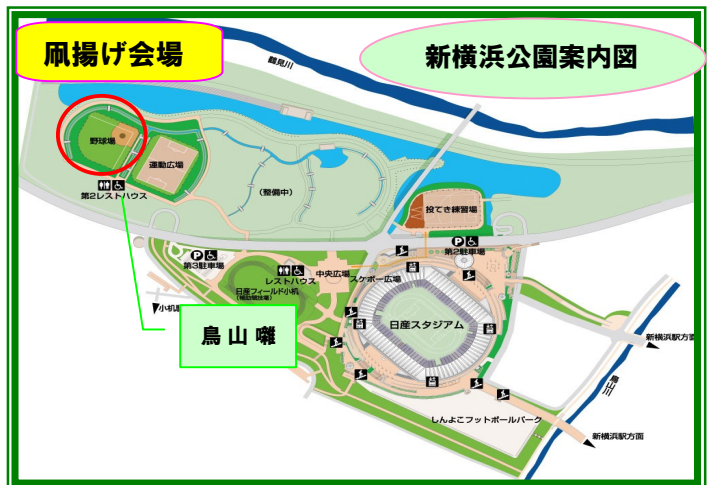 凧揚げ会場
新横浜公園案内図
鶴見川
野球場
運動広場
第2レストハウス
(整備中)
投てき練習場
P
第3駐車場
レストハウス
中央広場
スケボー広場
P
第2駐車場
日産フィールド小机
(補助競技場)
小机
鳥山囃
日産スタジアム
新横浜駅方面
鳥山川
しんよこフットボールパーク
新横浜駅方面